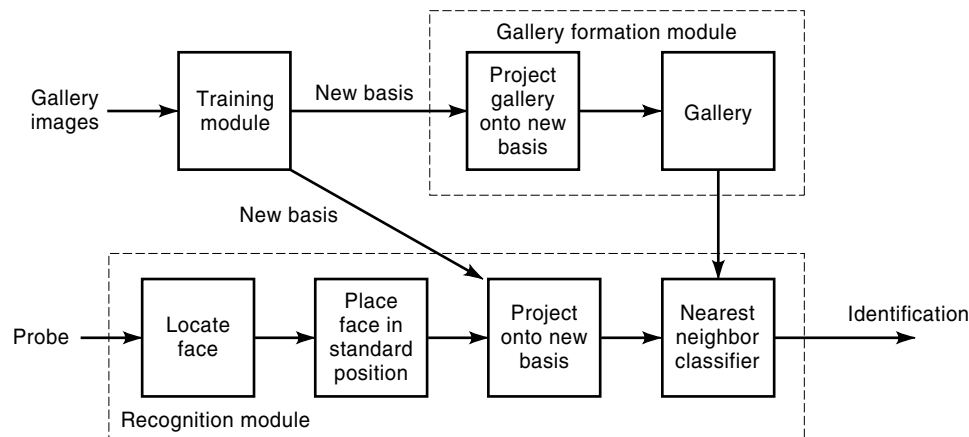 Gallery formation module
Gallery
images
Training
module
New basis
Project
gallery
onto new
basis
Gallery
New basis
Probe
Locate
face
Place
face in
standard
position
Project
onto new
basis
Nearest
neighbor
classifier
Identification
Recognition module